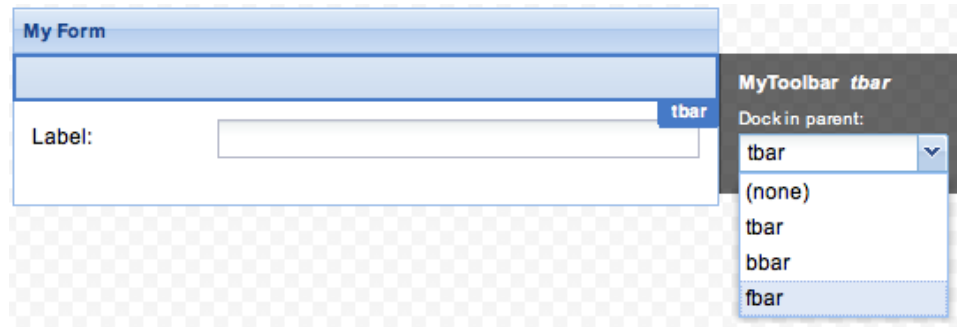 My Form
MyToolbar tbar
tbar
Dock in parent:
Label:
tbar
(none)
tbar
bbar
fbar